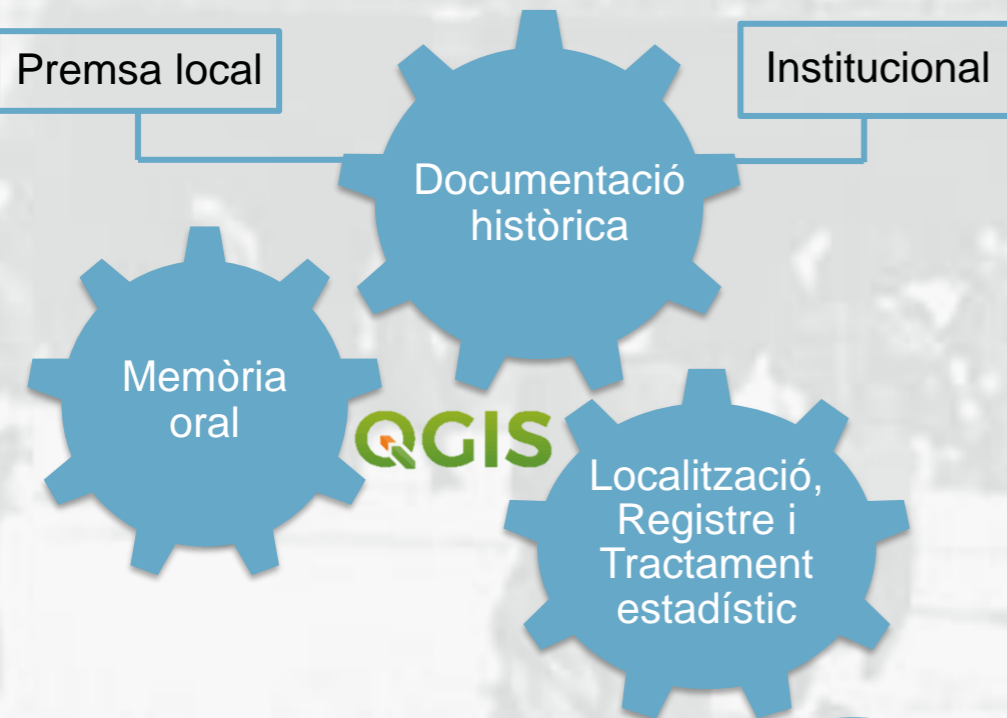 Premsa local
Institucional
Documentació
històrica
Memòria
oral
QGIS
Localització,
Registre i
Tractament
estadístic